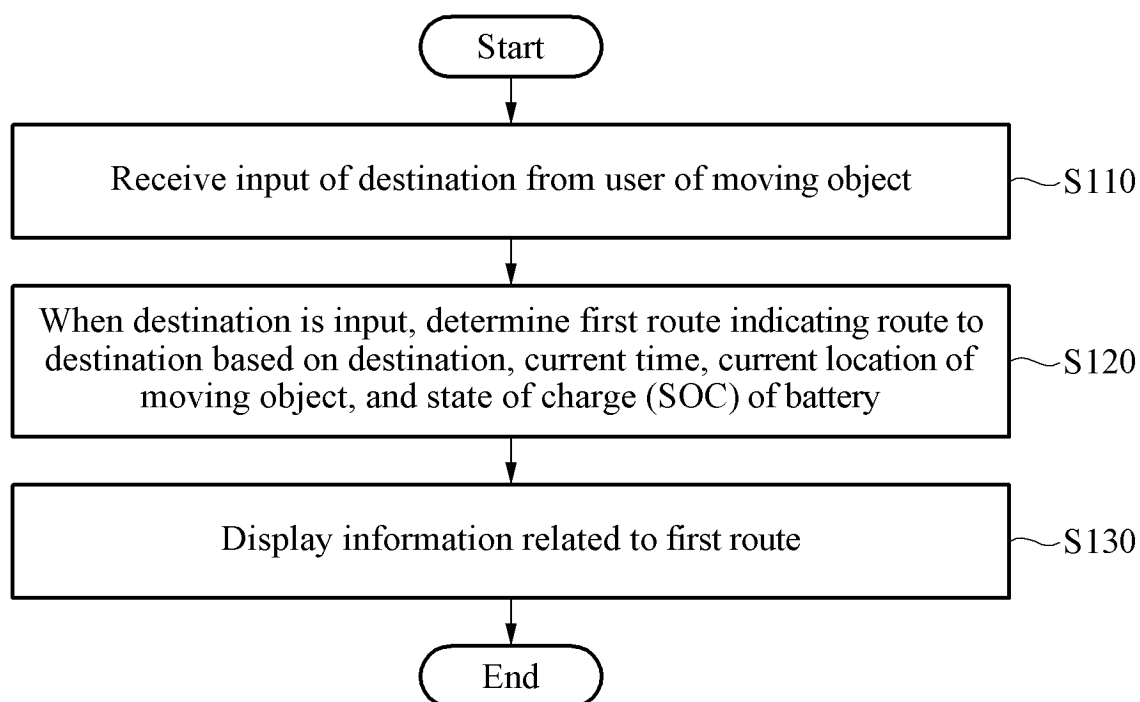 Start
Receive input of destination from user of moving object
S110
When destination is input, determine first route indicating route to
destination based on destination, current time, current location of
moving object, and state of charge (SOC) of battery
S120
Display information related to first route
S130
End